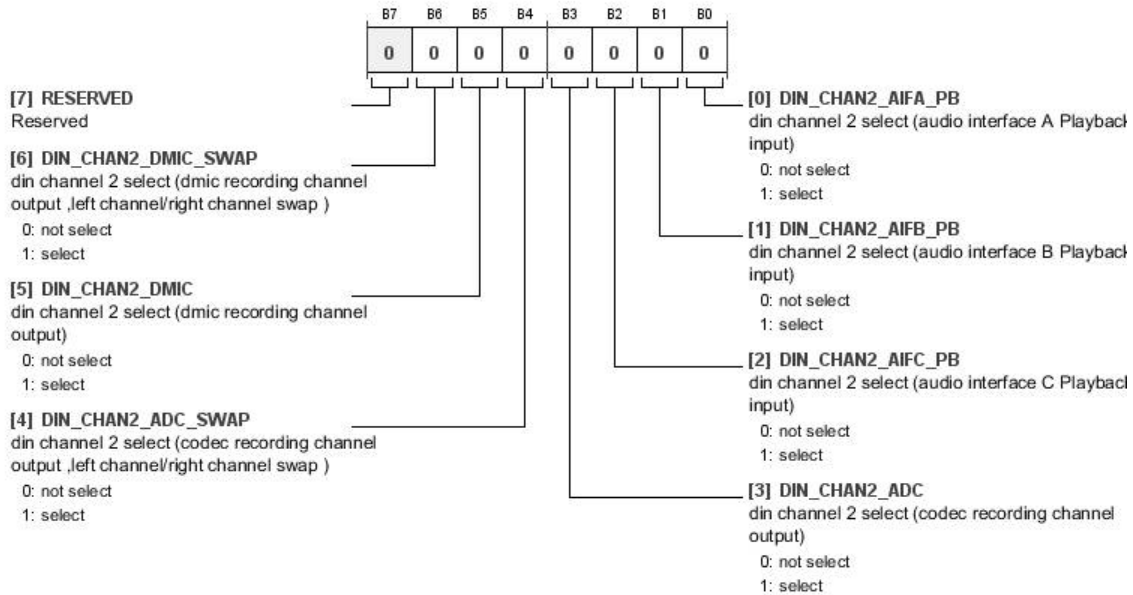 B7 B6 B5 B4 B3 B2 B1 B0
0 0 0 0 0 0 0 0
[7] RESERVED
Reserved
[6] DIN_CHAN2_DMIC_SWAP
din channel 2 select (dmic recording channel
output ,left channel/right channel swap )
0: not select
1: select
[5] DIN_CHAN2_DMIC
din channel 2 select (dmic recording channel
output)
0: not select
1: select
[4] DIN_CHAN2_ADC_SWAP
din channel 2 select (codec recording channel
output ,left channel/right channel swap )
0: not select
1: select
[0] DIN_CHAN2_AIFA_PB
din channel 2 select (audio interface A Playback
input)
0: not select
1: select
[1] DIN_CHAN2_AIFB_PB
din channel 2 select (audio interface B Playback
input)
0: not select
1: select
[2] DIN_CHAN2_AIFC_PB
din channel 2 select (audio interface C Playback
input)
0: not select
1: select
[3] DIN_CHAN2_ADC
din channel 2 select (codec recording channel
output)
0: not select
1: select